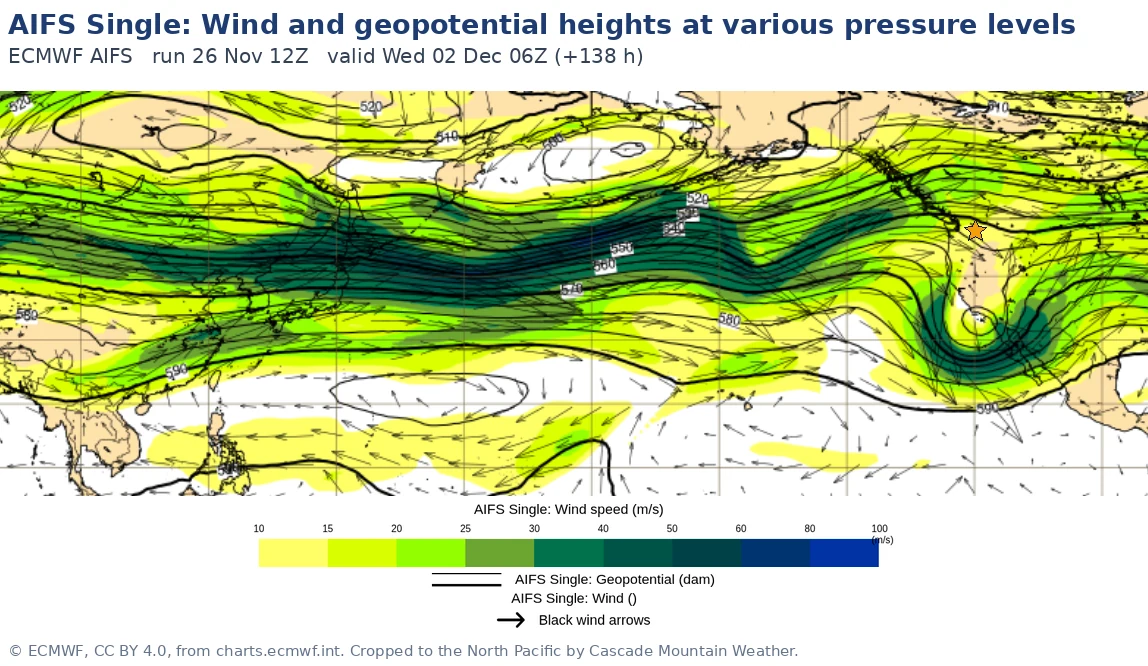 AIFS Single: Wind and geopotential heights at various pressure levels
ECMWF AIFS run 26 Nov 12Z valid Wed 02 Dec 06Z (+138 h)
520
520
510
510
500
520
540
550
560
570
580
580
590
590
AIFS Single: Wind speed (m/s)
10 15 20 25 30 40 50 60 80 100
(m/s)
AIFS Single: Geopotential (dam)
AIFS Single: Wind ()
Black wind arrows
© ECMWF, CC BY 4.0, from charts.ecmwf.int. Cropped to the North Pacific by Cascade Mountain Weather.